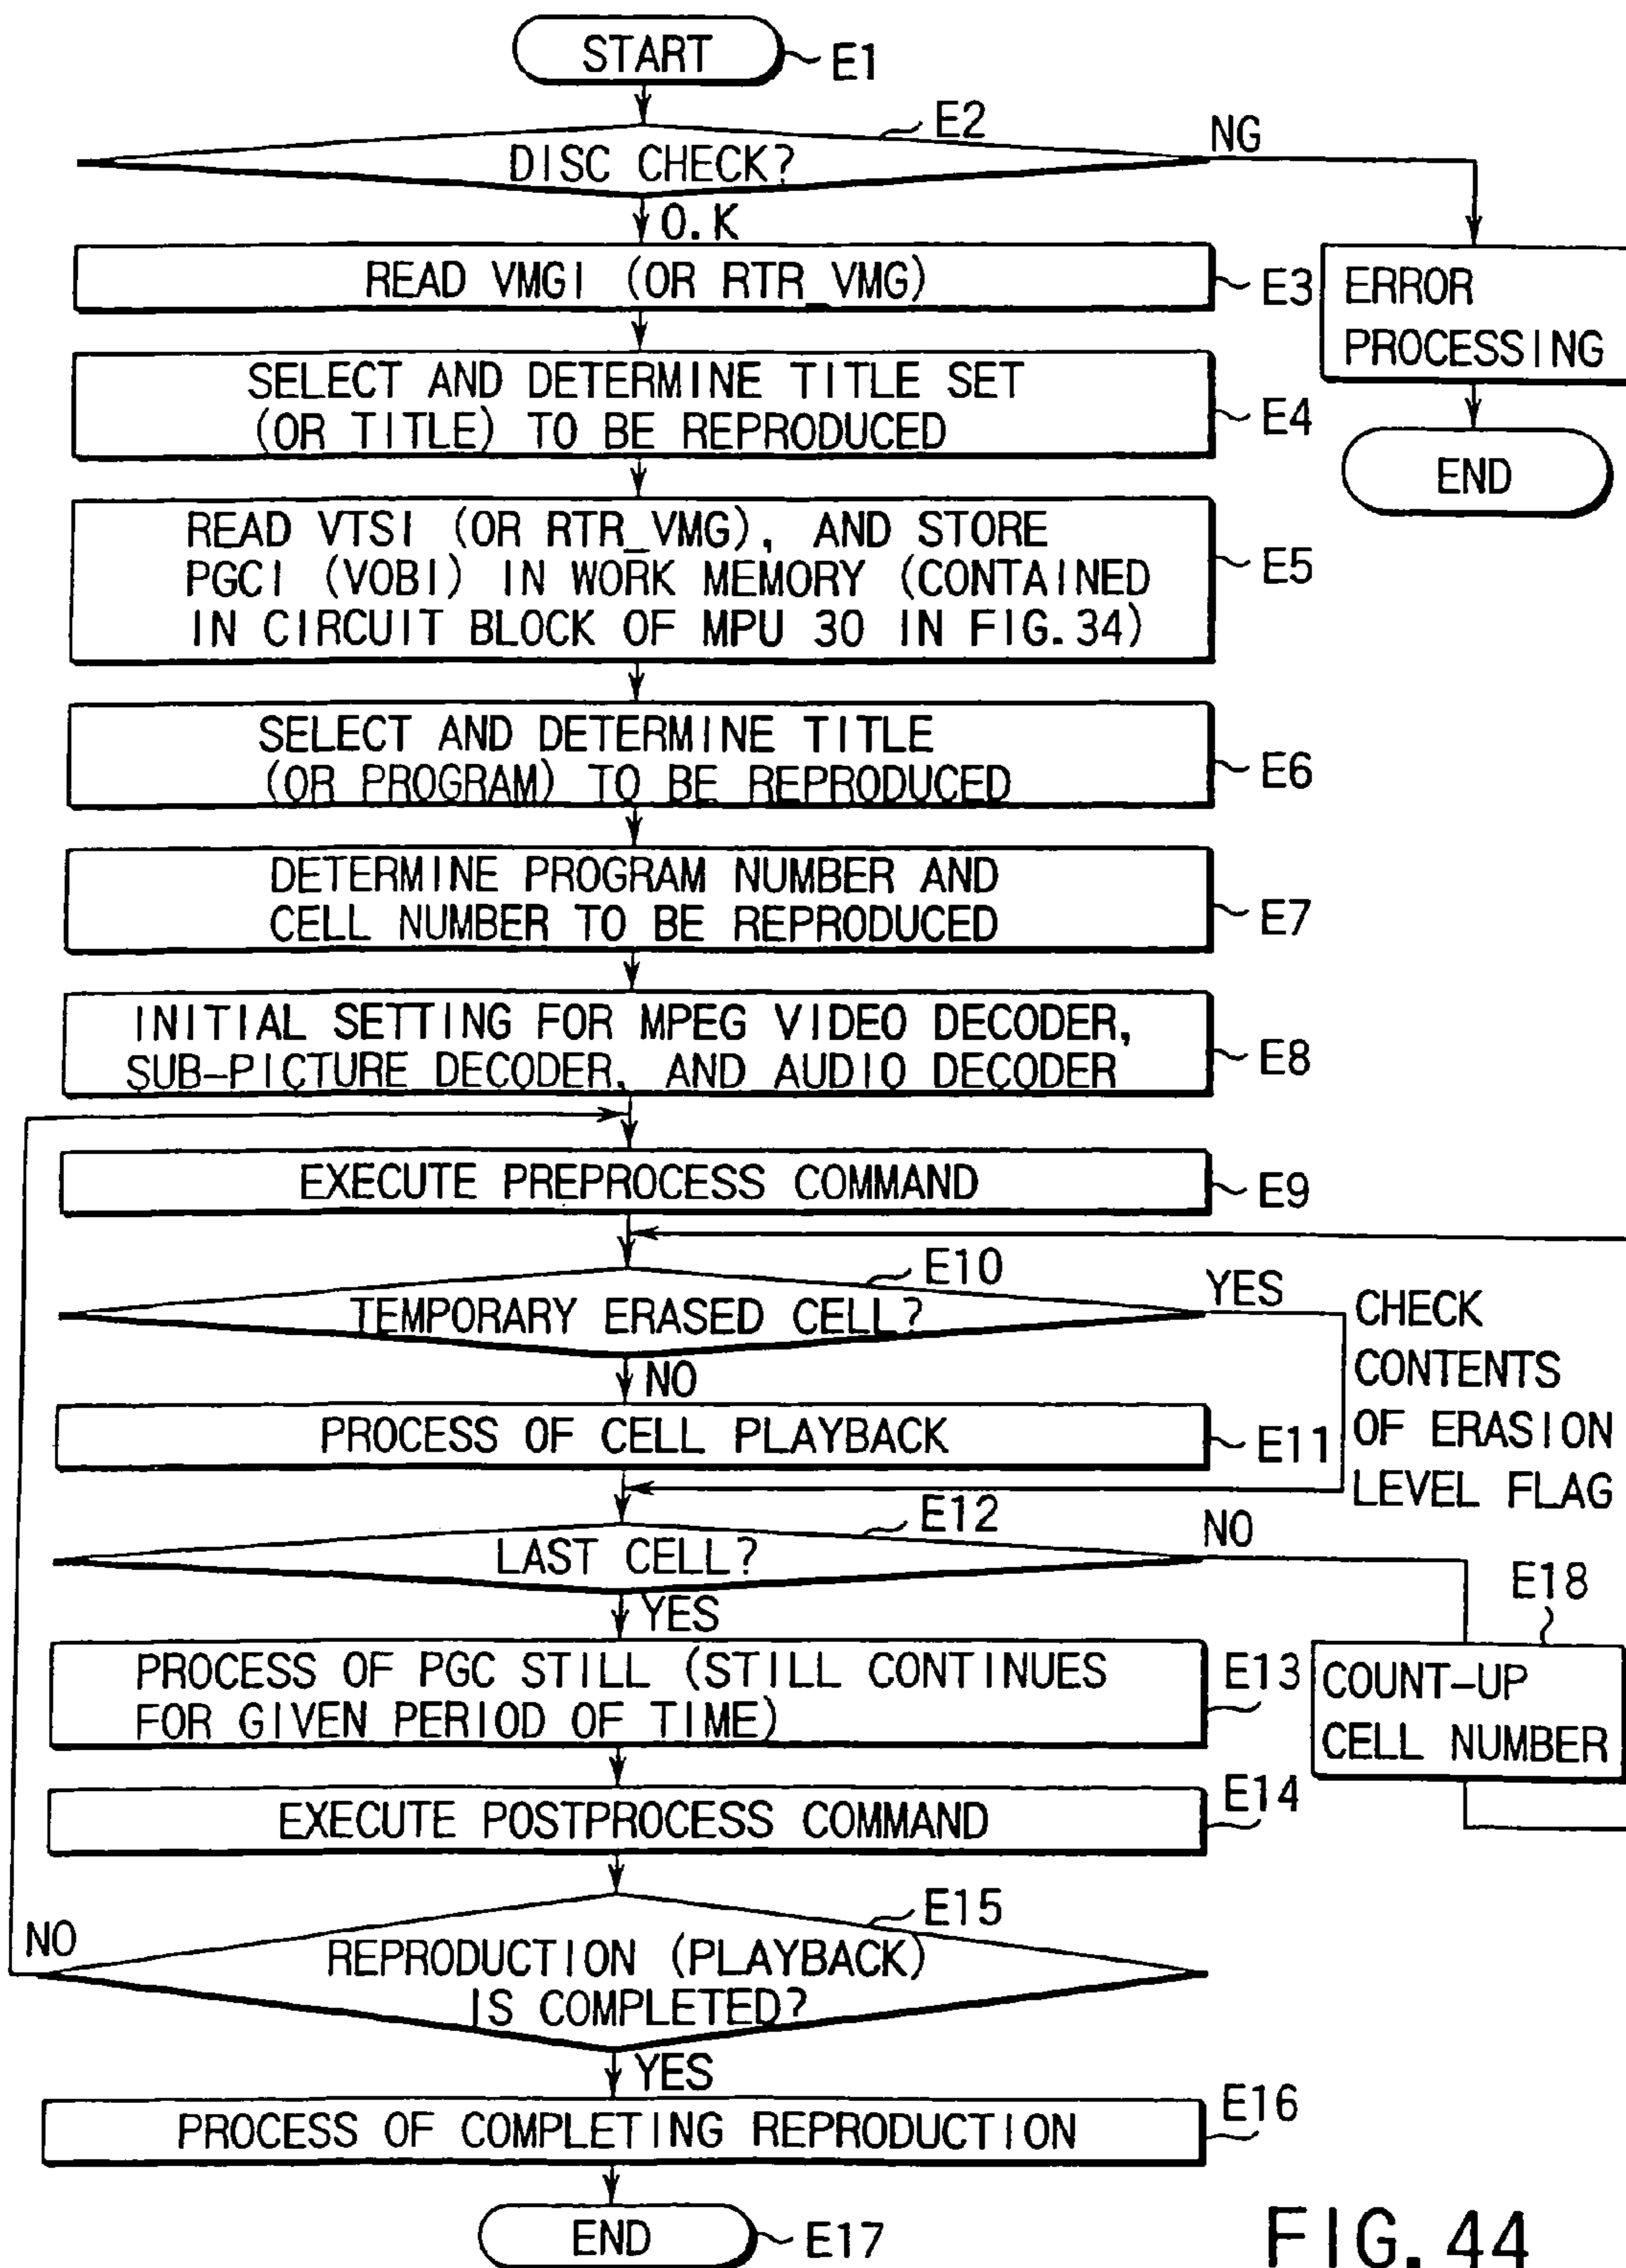 START
E1
E2
DISC CHECK?
NG
O.K
READ VMGI (OR RTR_VMG)
E3
ERROR
PROCESSING
END
SELECT AND DETERMINE TITLE SET
(OR TITLE) TO BE REPRODUCED
E4
READ VTSI (OR RTR_VMG), AND STORE
PGCI (VOBI) IN WORK MEMORY (CONTAINED
IN CIRCUIT BLOCK OF MPU 30 IN FIG.34)
E5
SELECT AND DETERMINE TITLE
(OR PROGRAM) TO BE REPRODUCED
E6
DETERMINE PROGRAM NUMBER AND
CELL NUMBER TO BE REPRODUCED
E7
INITIAL SETTING FOR MPEG VIDEO DECODER,
SUB-PICTURE DECODER, AND AUDIO DECODER
E8
EXECUTE PREPROCESS COMMAND
E9
E10
TEMPORARY ERASED CELL?
YES
CHECK
CONTENTS
OF ERASION
LEVEL FLAG
NO
PROCESS OF CELL PLAYBACK
E11
E12
LAST CELL?
NO
E18
COUNT-UP
CELL NUMBER
YES
PROCESS OF PGC STILL (STILL CONTINUES
FOR GIVEN PERIOD OF TIME)
E13
EXECUTE POSTPROCESS COMMAND
E14
E15
NO
REPRODUCTION (PLAYBACK)
IS COMPLETED?
YES
PROCESS OF COMPLETING REPRODUCTION
E16
END
E17
FIG.44